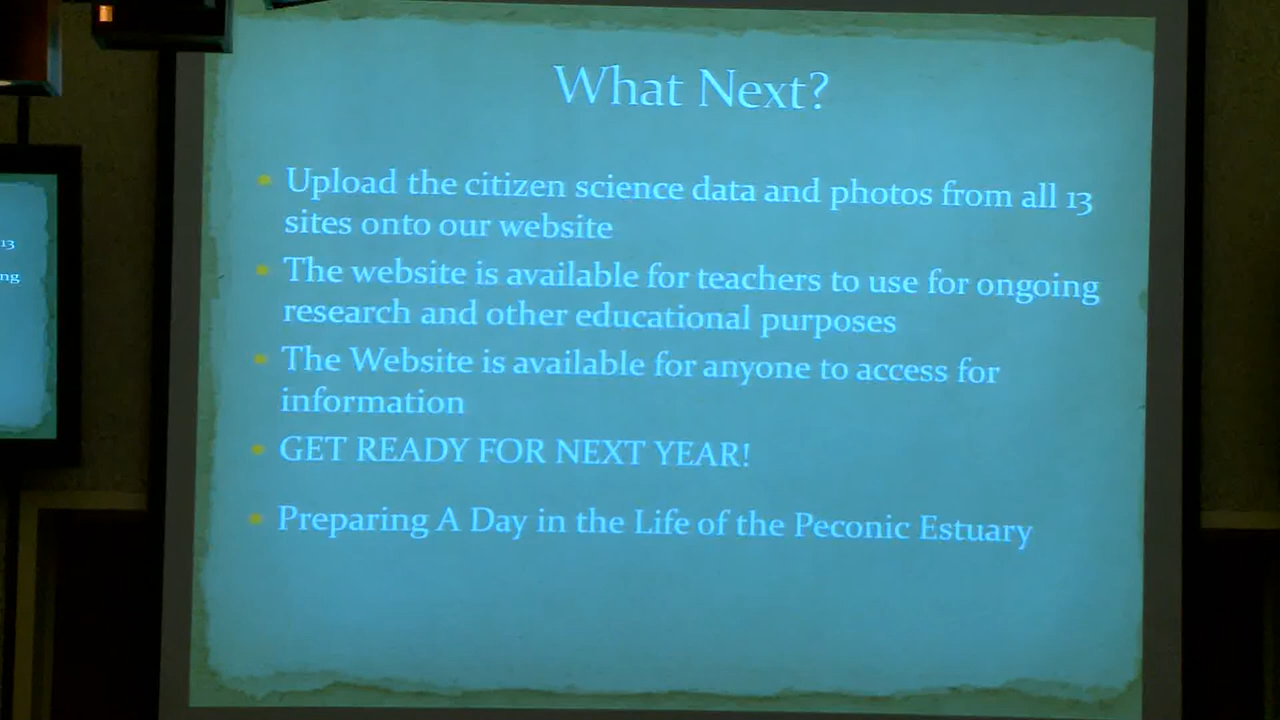 What Next?
Upload the citizen science data and photos from all 13
sites onto our website
The website is available for teachers to use for ongoing
research and other educational purposes
The Website is available for anyone to access for
information
GET READY FOR NEXT YEAR!
Preparing A Day in the Life of the Peconic Estuary
13
ng